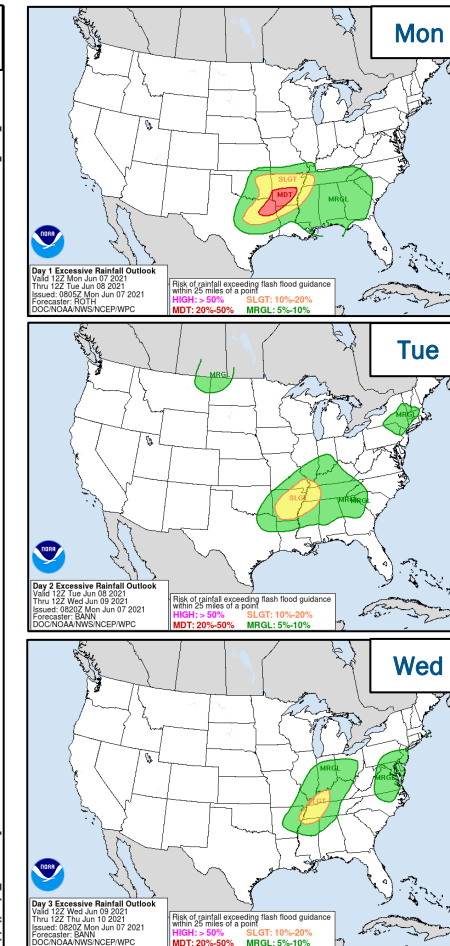 Mon
SLGT
MDT
MRGL
NOAA
Day 1 Excessive Rainfall Outlook
Valid 12Z Mon Jun 07 2021
Thru 12Z Tue Jun 08 2021
Issued: 0805Z Mon Jun 07 2021
Forecaster: ROTH
DOC/NOAA/NWS/NCEP/WPC
Risk of rainfall exceeding flash flood guidance
within 25 miles of a point
HIGH: > 50% SLGT: 10%-20%
MDT: 20%-50% MRGL: 5%-10%
Tue
MRGL
MRGL
SLGT
MRGL
MRGL
NOAA
Day 2 Excessive Rainfall Outlook
Valid 12Z Tue Jun 08 2021
Thru 12Z Wed Jun 09 2021
Issued: 0820Z Mon Jun 07 2021
Forecaster: BANN
DOC/NOAA/NWS/NCEP/WPC
Risk of rainfall exceeding flash flood guidance
within 25 miles of a point
HIGH: > 50% SLGT: 10%-20%
MDT: 20%-50% MRGL: 5%-10%
Wed
MRGL
MRGL
SLGT
NOAA
Day 3 Excessive Rainfall Outlook
Valid 12Z Wed Jun 09 2021
Thru 12Z Thu Jun 10 2021
Issued: 0820Z Mon Jun 07 2021
Forecaster: BANN
DOC/NOAA/NWS/NCEP/WPC
Risk of rainfall exceeding flash flood guidance
within 25 miles of a point
HIGH: > 50% SLGT: 10%-20%
MDT: 20%-50% MRGL: 5%-10%